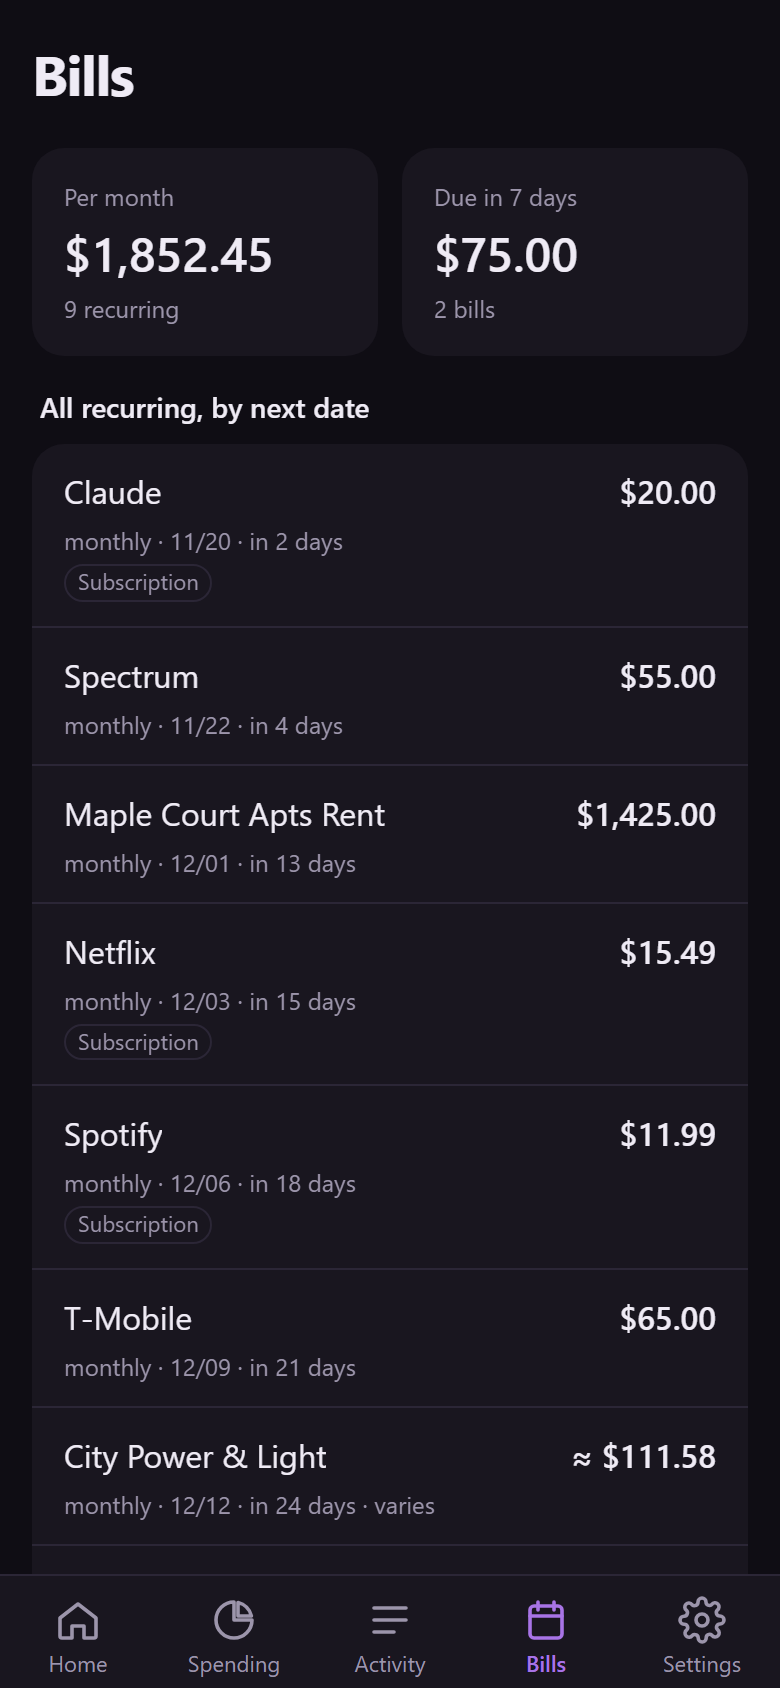 Bills
Per month
$1,852.45
9 recurring
Due in 7 days
$75.00
2 bills
All recurring, by next date
Claude $20.00
monthly · 11/20 · in 2 days
Subscription
Spectrum $55.00
monthly · 11/22 · in 4 days
Maple Court Apts Rent $1,425.00
monthly · 12/01 · in 13 days
Netflix $15.49
monthly · 12/03 · in 15 days
Subscription
Spotify $11.99
monthly · 12/06 · in 18 days
Subscription
T-Mobile $65.00
monthly · 12/09 · in 21 days
City Power & Light ≈ $111.58
monthly · 12/12 · in 24 days · varies
Home Spending Activity Bills Settings